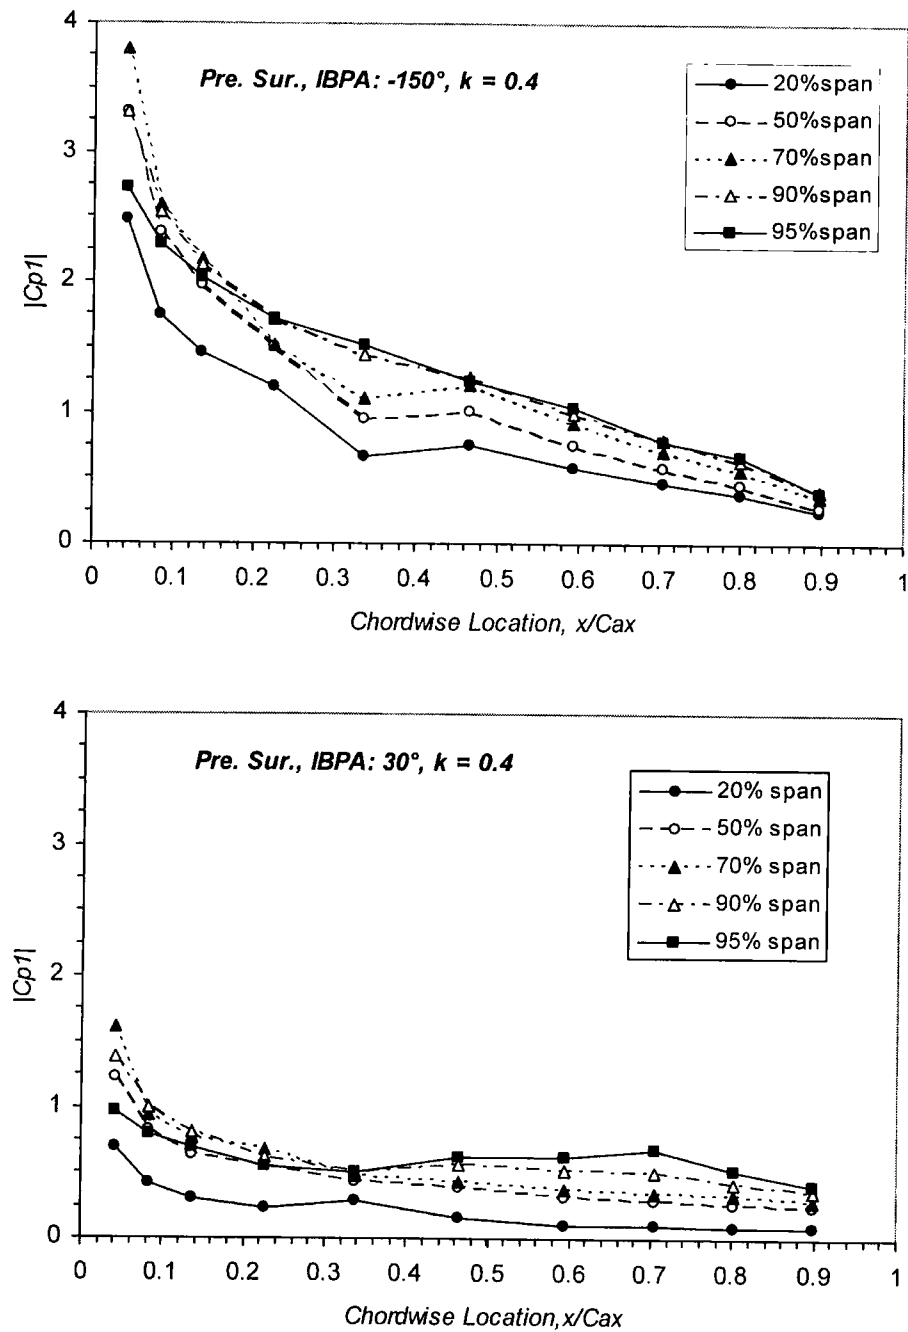 4
3
2
1
0
|Cp1|
Pre. Sur., IBPA: -150°, k = 0.4
20%span
50%span
70%span
90%span
95%span
0 0.1 0.2 0.3 0.4 0.5 0.6 0.7 0.8 0.9 1
Chordwise Location, x/Cax
4
3
2
1
0
|Cp1|
Pre. Sur., IBPA: 30°, k = 0.4
20% span
50% span
70% span
90% span
95% span
0 0.1 0.2 0.3 0.4 0.5 0.6 0.7 0.8 0.9 1
Chordwise Location,x/Cax